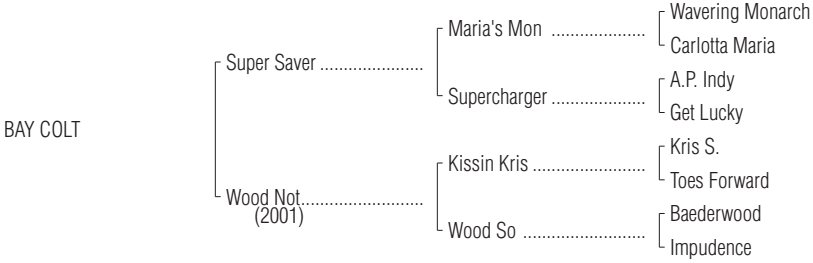 Wavering Monarch
Maria's Mon ....................
Carlotta Maria
Super Saver ......................
A.P. Indy
Supercharger ....................
Get Lucky
BAY COLT
Kris S.
Kissin Kris ........................
Toes Forward
Wood Not..........................
(2001)
Baederwood
Wood So ..........................
Impudence